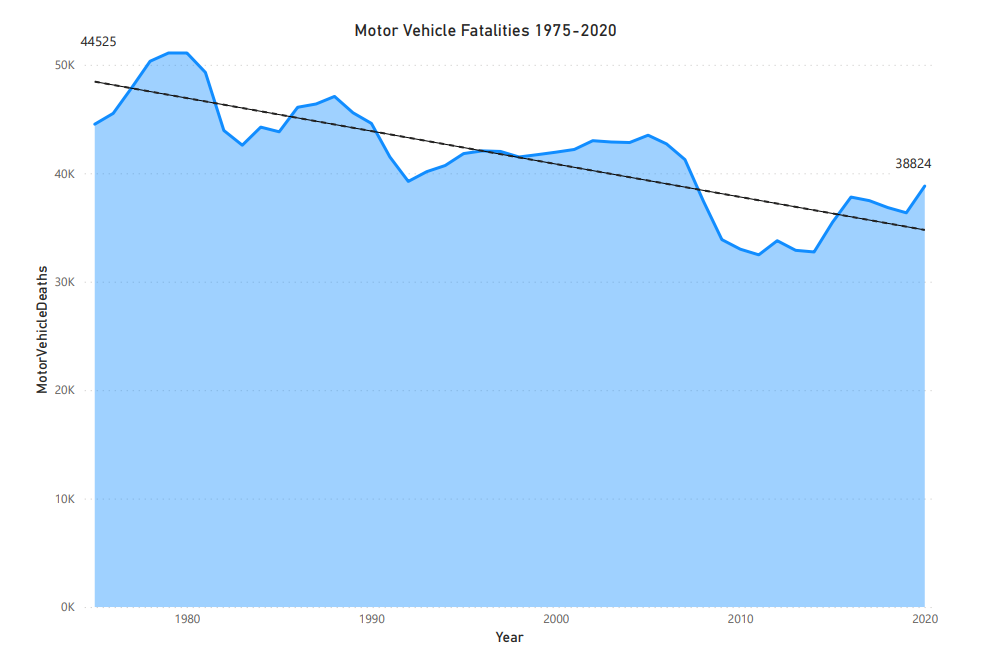 Motor Vehicle Fatalities 1975-2020
44525
50K
38824
40K
30K
20K
10K
0K
MotorVehicleDeaths
1980 1990 2000 2010 2020
Year